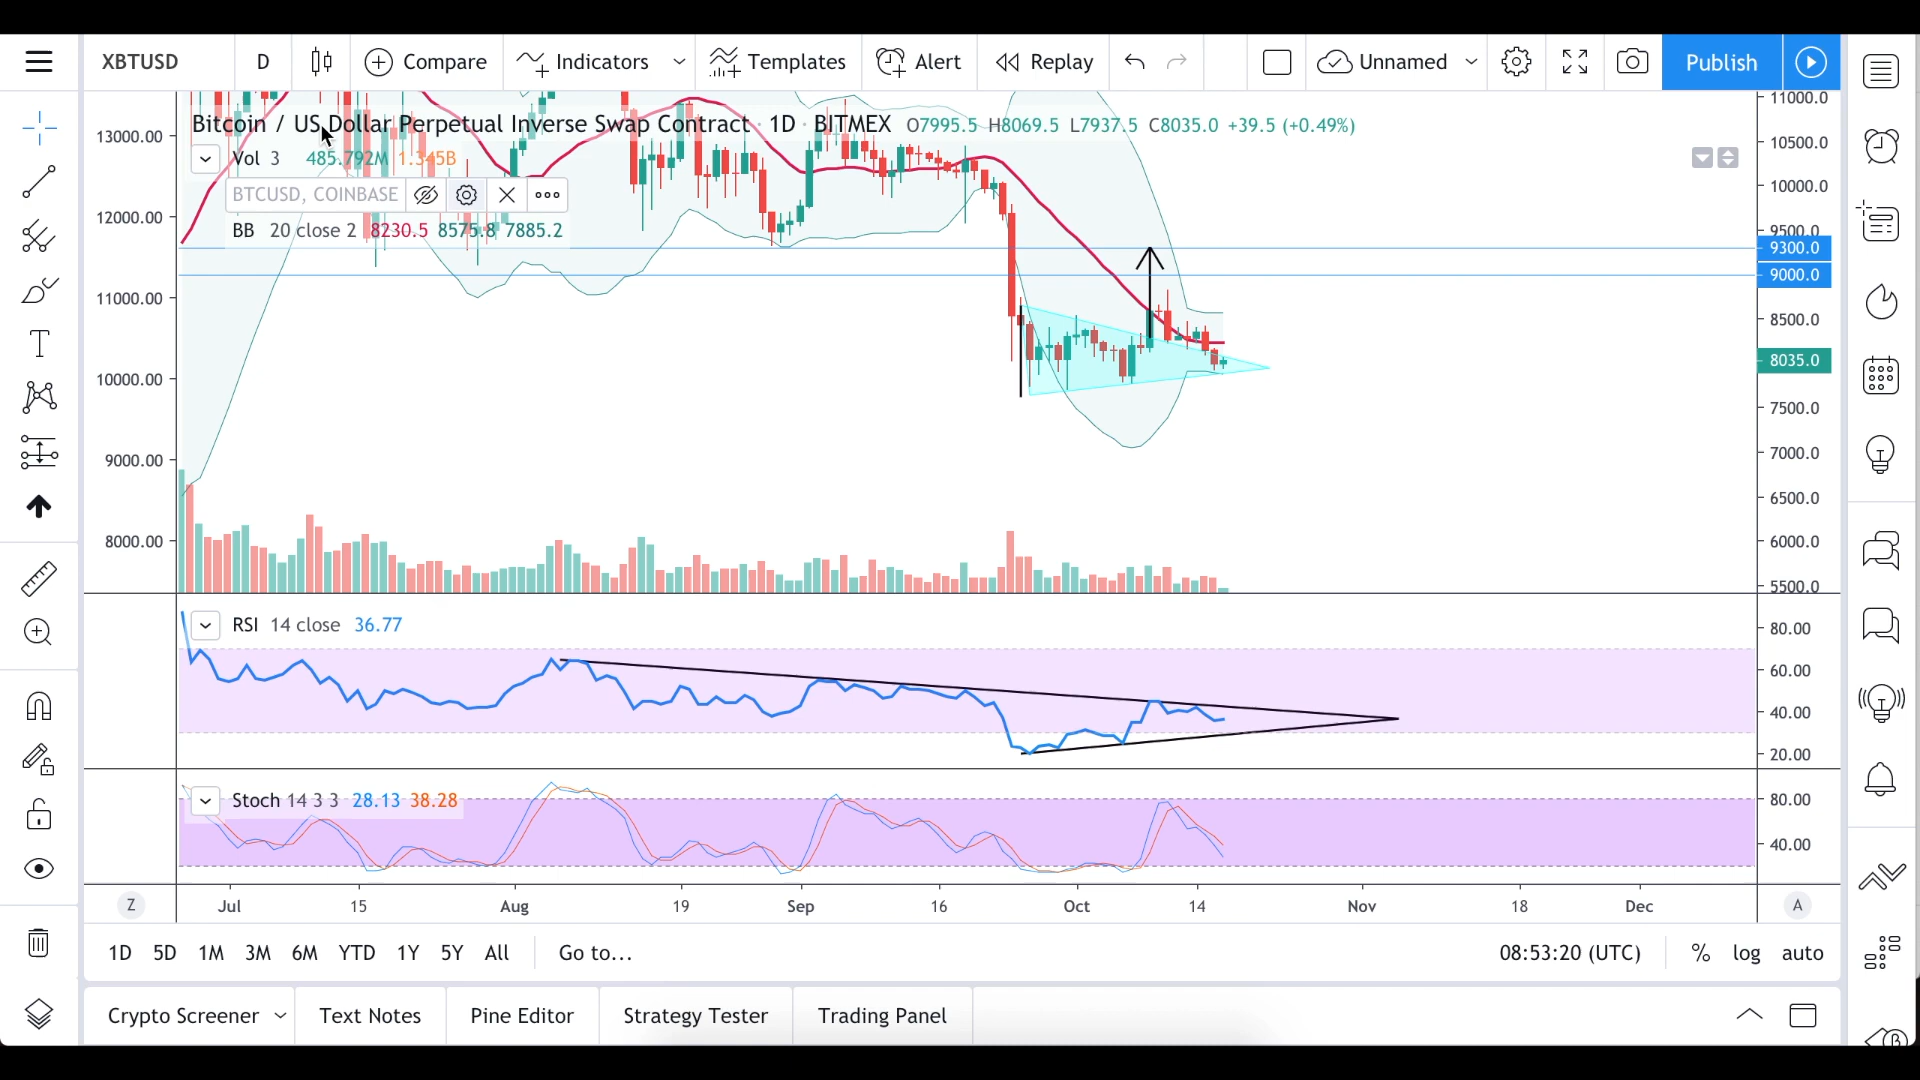 XBTUSD D Compare Indicators Templates Alert Replay Unnamed Publish
Bitcoin / US Dollar Perpetual Inverse Swap Contract · 1D · BITMEX O7995.5 H8069.5 L7937.5 C8035.0 +39.5 (+0.49%)
Vol 3 485.792M 1.345B
BTCUSD, COINBASE
BB 20 close 2 8230.5 8575.8 7885.2
13000.00
12000.00
11000.00
10000.00
9000.00
8000.00
11000.0
10500.0
10000.0
9500.0
9300.0
9000.0
8500.0
8035.0
7500.0
7000.0
6500.0
6000.0
5500.0
RSI 14 close 36.77
80.00
60.00
40.00
20.00
Stoch 14 3 3 28.13 38.28
80.00
40.00
Z Jul 15 Aug 19 Sep 16 Oct 14 Nov 18 Dec A
1D 5D 1M 3M 6M YTD 1Y 5Y All Go to... 08:53:20 (UTC) % log auto
Crypto Screener Text Notes Pine Editor Strategy Tester Trading Panel